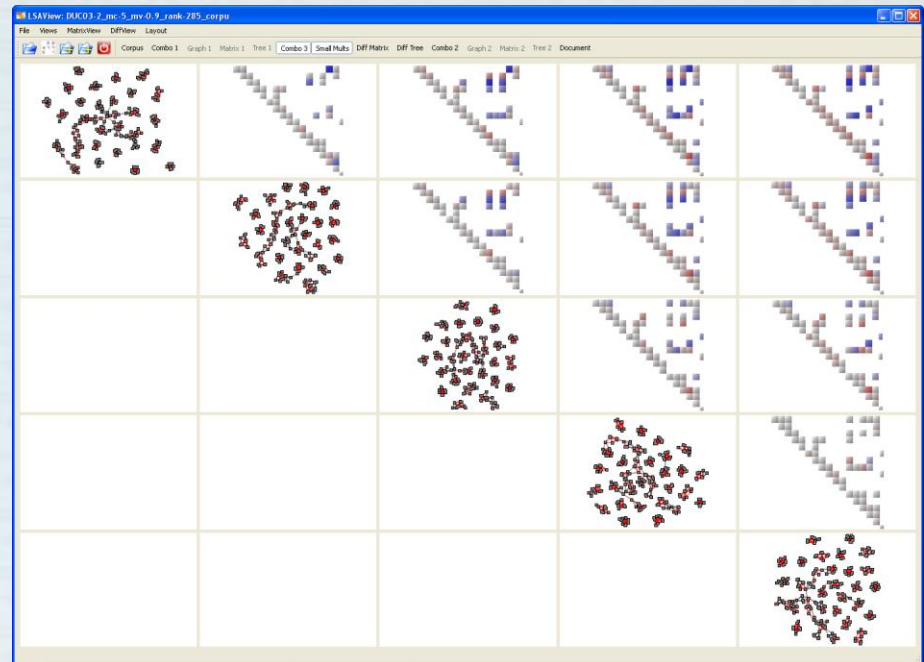 LSAView: DUC03-2_mc-5_mv-0.9_rank-285_corpu
File Views MatrixView DiffView Layout
Corpus Combo 1 Graph 1 Matrix 1 Tree 1 Combo 3 Small Mults Diff Matrix Diff Tree Combo 2 Graph 2 Matrix 2 Tree 2 Document